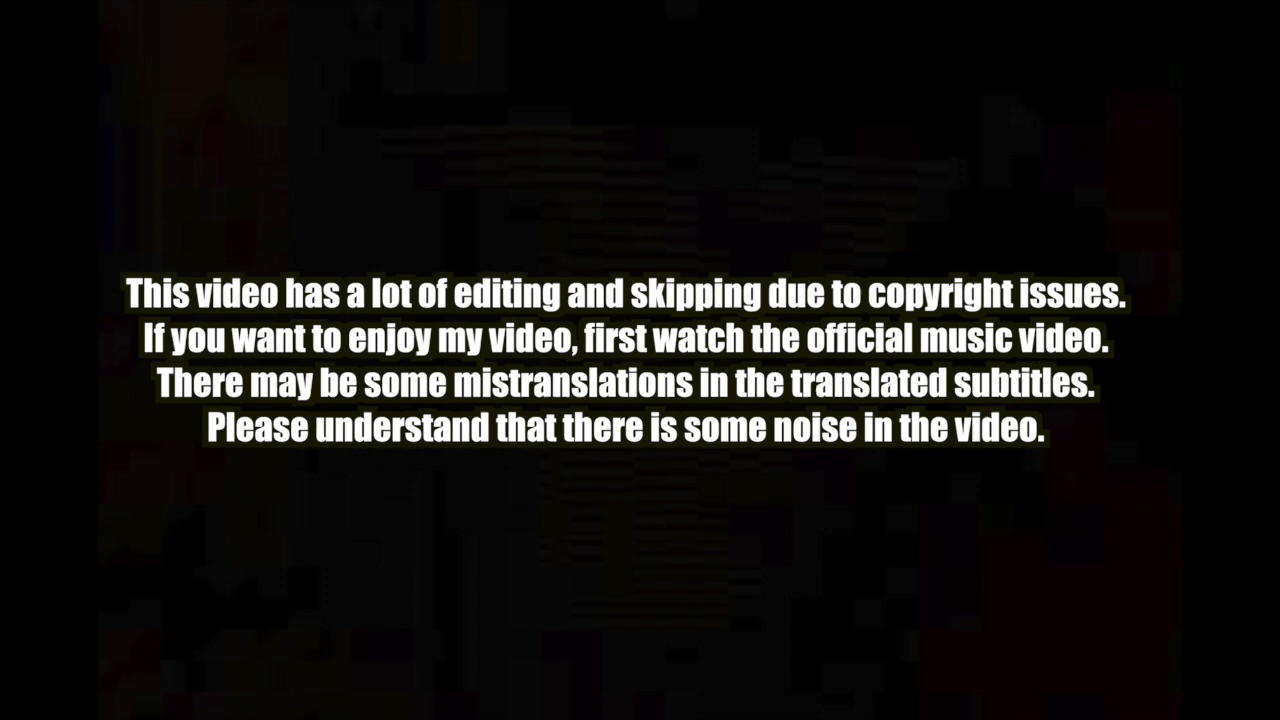 This video has a lot of editing and skipping due to copyright issues.
If you want to enjoy my video, first watch the official music video.
There may be some mistranslations in the translated subtitles.
Please understand that there is some noise in the video.